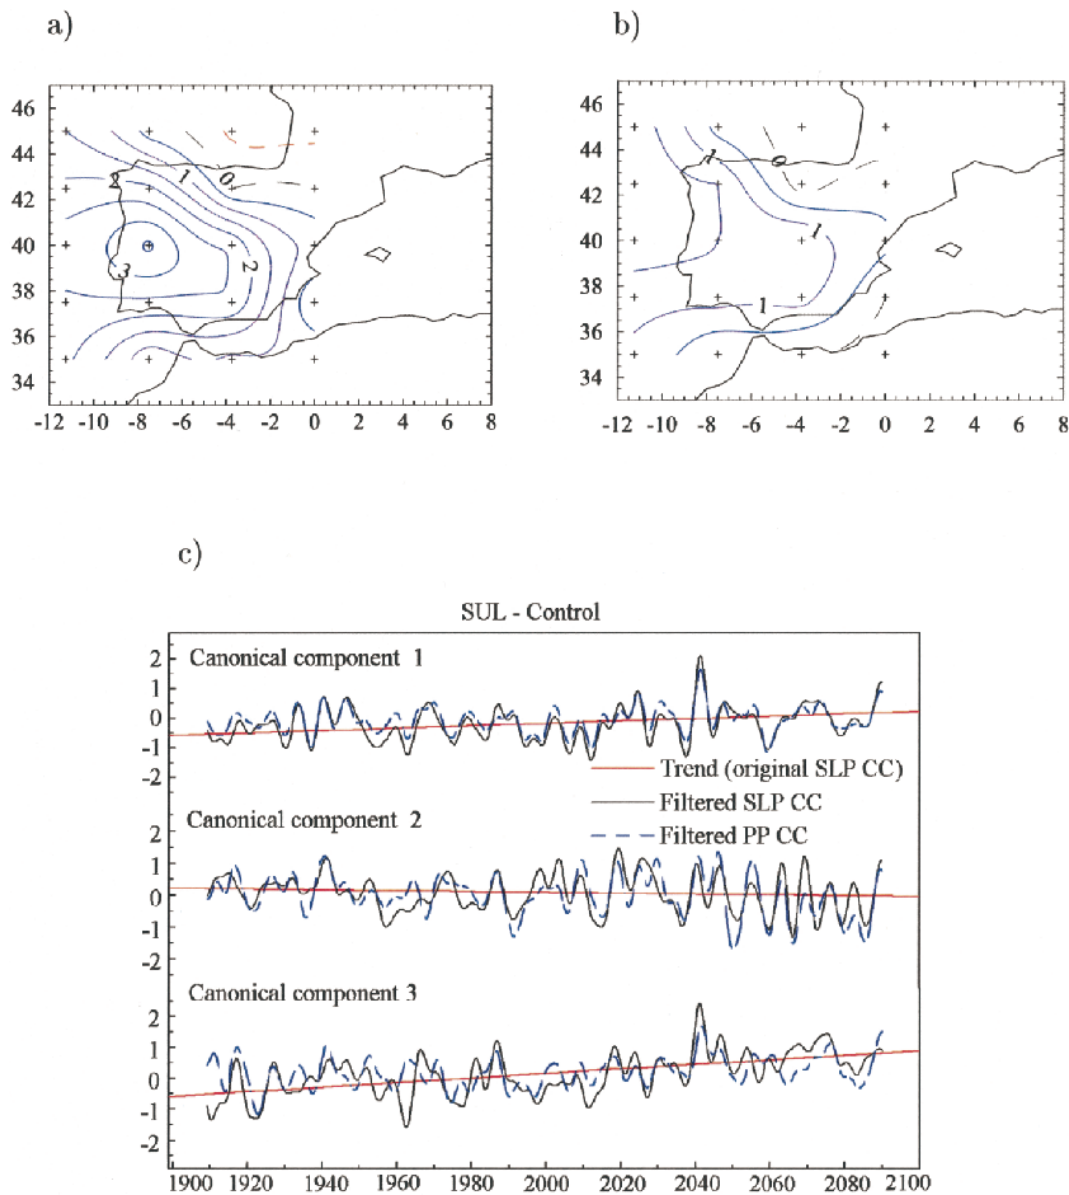 a)
b)
46
44
42
40
38
36
34
-12 -10 -8 -6 -4 -2 0 2 4 6 8
1
0
2
2
3
46
44
42
40
38
36
34
-12 -10 -8 -6 -4 -2 0 2 4 6 8
1
0
1
1
c)
SUL - Control
Canonical component 1
2
1
0
-1
-2
Trend (original SLP CC)
Filtered SLP CC
Filtered PP CC
Canonical component 2
2
1
0
-1
-2
Canonical component 3
2
1
0
-1
-2
1900 1920 1940 1960 1980 2000 2020 2040 2060 2080 2100